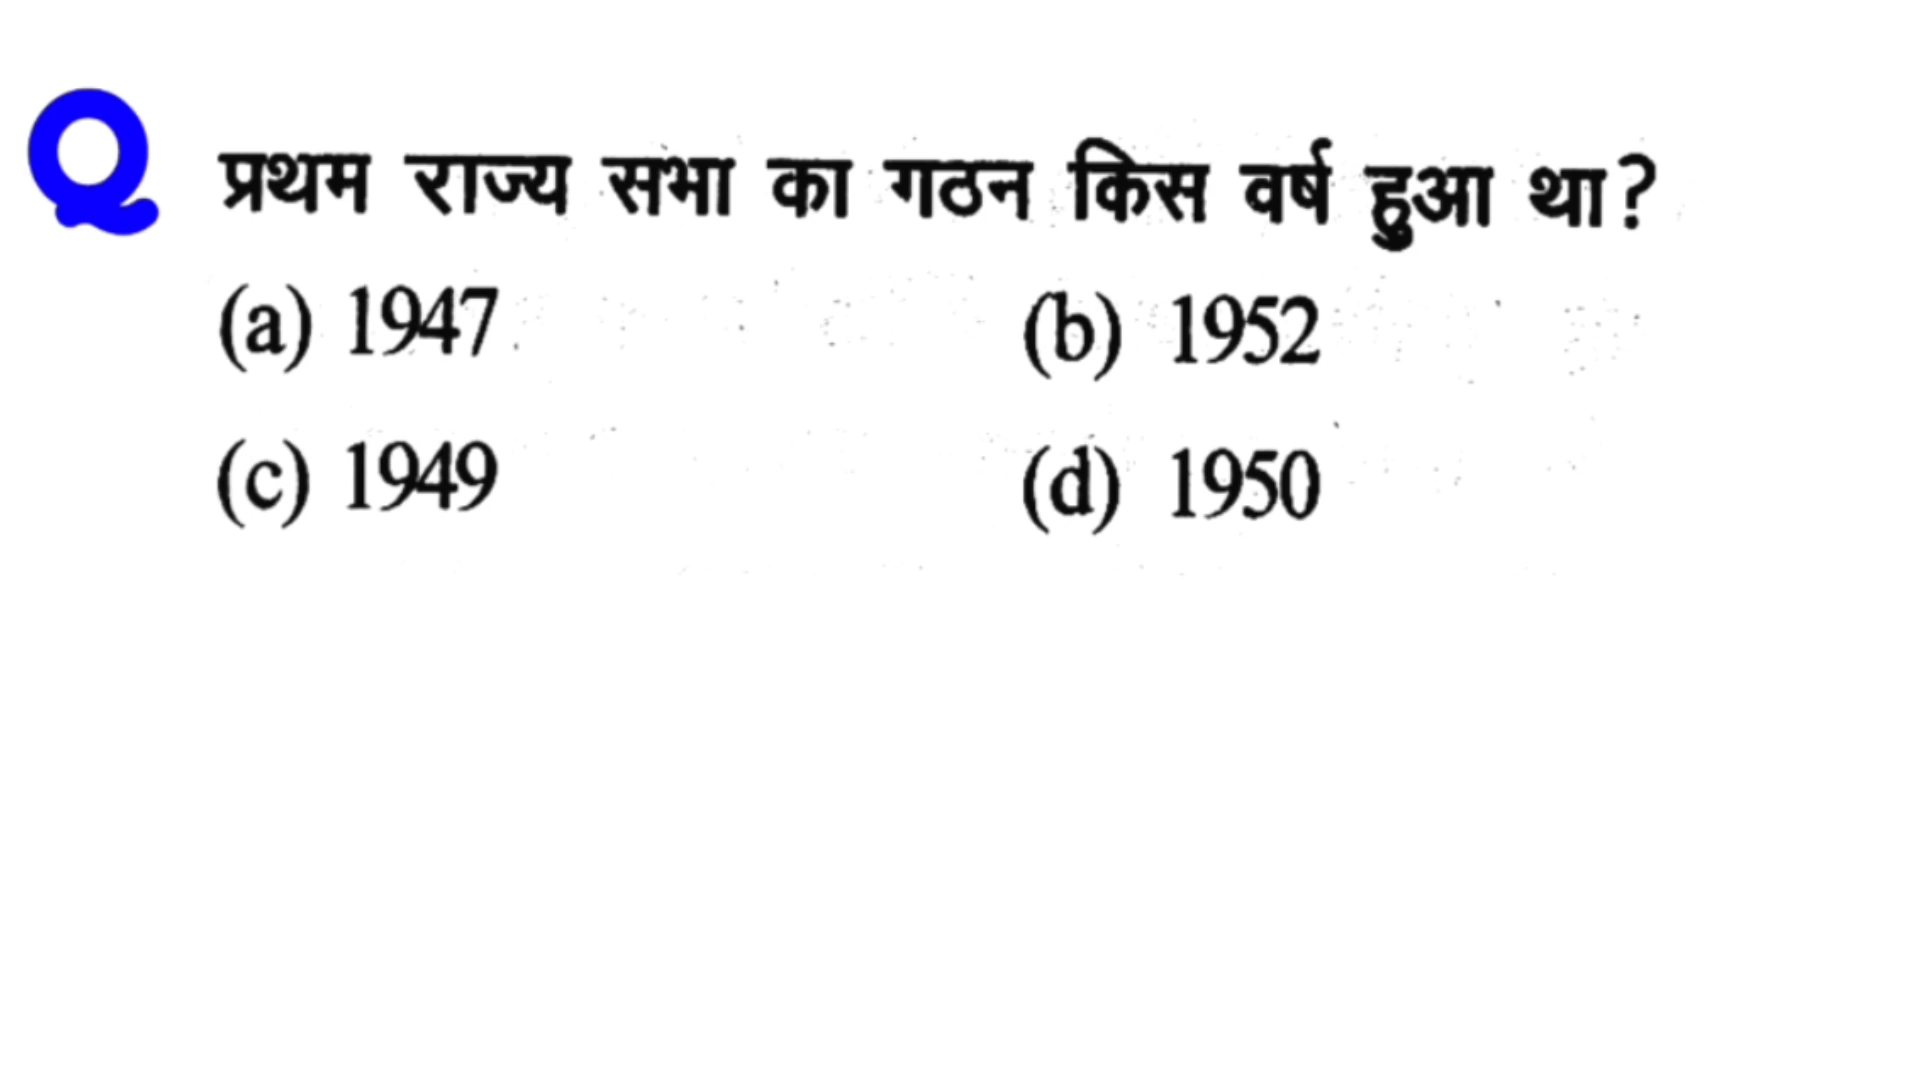 Q प्रथम राज्य सभा का गठन किस वर्ष हुआ था?
(a) 1947 (b) 1952
(c) 1949 (d) 1950